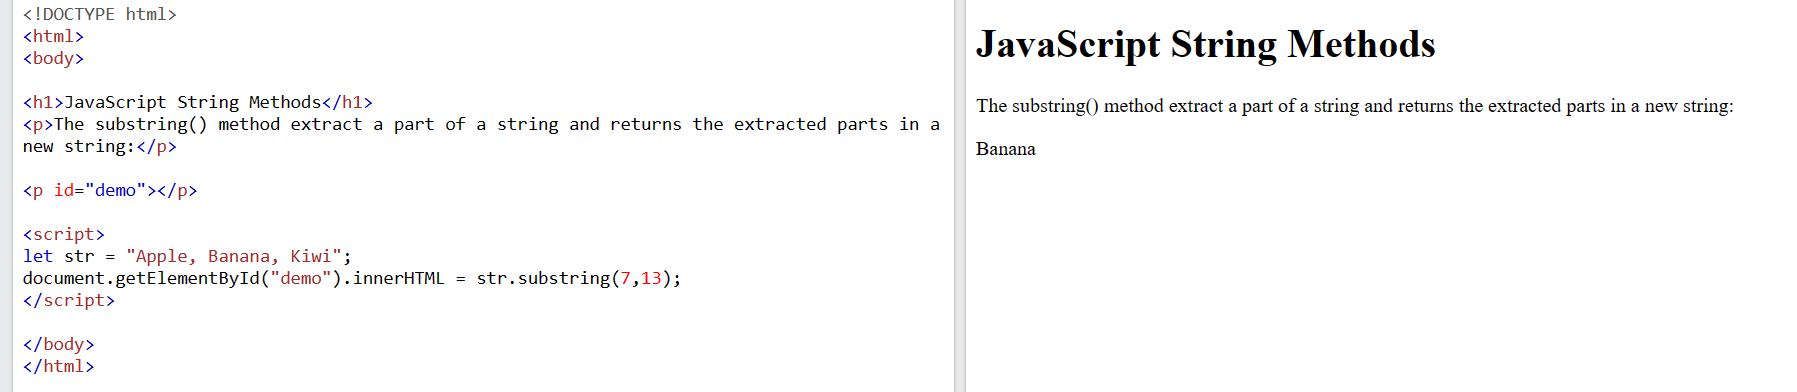 <!DOCTYPE html>
<html>
<body>
<h1>JavaScript String Methods</h1>
<p>The substring() method extract a part of a string and returns the extracted parts in a
new string:</p>
<p id="demo"></p>
<script>
let str = "Apple, Banana, Kiwi";
document.getElementById("demo").innerHTML = str.substring(7,13);
</script>
</body>
</html>
JavaScript String Methods
The substring() method extract a part of a string and returns the extracted parts in a new string:
Banana